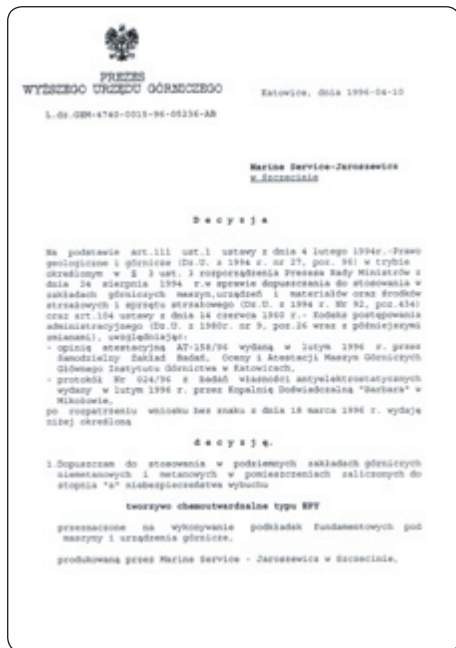 PREZES
WYŻSZEGO URZĘDU GÓRNICZEGO
Katowice, dnia 1996-04-10
L.dz.GEM-4740-0015-96-05236-AB
Marine Service-Jaroszewicz
w Szczecinie
D e c y z j a
Na podstawie art.111 ust.1 ustawy z dnia 4 lutego 1994r.-Prawo
geologiczne i górnicze (Dz.U. z 1994 r. nr 27, poz. 96) w trybie
określonym w § 3 ust. 3 rozporządzenia Prezesa Rady Ministrów z
dnia 24 sierpnia 1994 r.w sprawie dopuszczania do stosowania w
zakładach górniczych maszyn,urządzeń i materiałów oraz środków
strzałowych i sprzętu strzałowego (Dz.U. z 1994 r. Nr 92, poz.434)
oraz art.104 ustawy z dnia 14 czerwca 1960 r.- Kodeks postępowania
administracyjnego (Dz.U. z 1980r. nr 9, poz.26 wraz z późniejszymi
zmianami), uwzględniając:
- opinię atestacyjną AT-158/96 wydaną w lutym 1996 r. przez
Samodzielny Zakład Badań, Oceny i Atestacji Maszyn Górniczych
Głównego Instytutu Górnictwa w Katowicach,
- protokół Nr 024/96 z badań własności antyelektrostatycznych
wydany w lutym 1996 r. przez Kopalnię Doświadczalną "Barbara" w
Mikołowie,
po rozpatrzeniu wniosku bez znaku z dnia 18 marca 1996 r. wydaję
niżej określoną
d e c y z j ę.
1.Dopuszczam do stosowania w podziemnych zakładach górniczych
niemetanowych i metanowych w pomieszczeniach zaliczonych do
stopnia "a" niebezpieczeństwa wybuchu
tworzywo chemoutwardzalne typu EPY
przeznaczone na wykonywanie podkładek fundamentowych pod
maszyny i urządzenia górnicze,
produkowaną przez Marine Service - Jaroszewicz w Szczecinie,